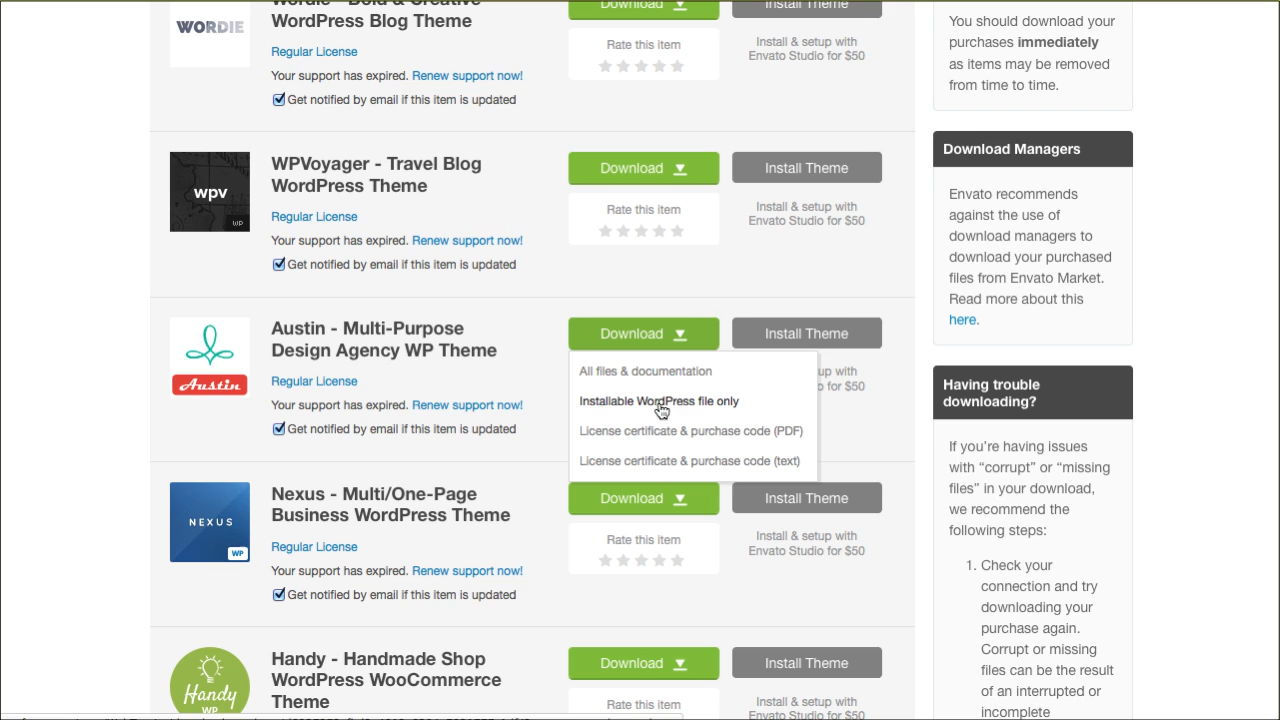 Wordie - Bold & Creative
WordPress Blog Theme
WORDIE
Regular License
Your support has expired. Renew support now!
Get notified by email if this item is updated
Download
Install Theme
Rate this item
Install & setup with
Envato Studio for $50
WPVoyager - Travel Blog
WordPress Theme
wpv
WP
Regular License
Your support has expired. Renew support now!
Get notified by email if this item is updated
Download
Install Theme
Rate this item
Install & setup with
Envato Studio for $50
Austin - Multi-Purpose
Design Agency WP Theme
Austin
Regular License
Your support has expired. Renew support now!
Get notified by email if this item is updated
Download
Install Theme
All files & documentation
Installable WordPress file only
License certificate & purchase code (PDF)
License certificate & purchase code (text)
up with
for $50
Nexus - Multi/One-Page
Business WordPress Theme
NEXUS
WP
Regular License
Your support has expired. Renew support now!
Get notified by email if this item is updated
Download
Install Theme
Rate this item
Install & setup with
Envato Studio for $50
Handy - Handmade Shop
WordPress WooCommerce
Theme
Handy
WP
Download
Install Theme
Rate this item
Install & setup with
Envato Studio for $50
You should download your
purchases immediately
as items may be removed
from time to time.
Download Managers
Envato recommends
against the use of
download managers to
download your purchased
files from Envato Market.
Read more about this
here.
Having trouble
downloading?
If you’re having issues
with “corrupt” or “missing
files” in your download,
we recommend the
following steps:
1. Check your
connection and try
downloading your
purchase again.
Corrupt or missing
files can be the result
of an interrupted or
incomplete